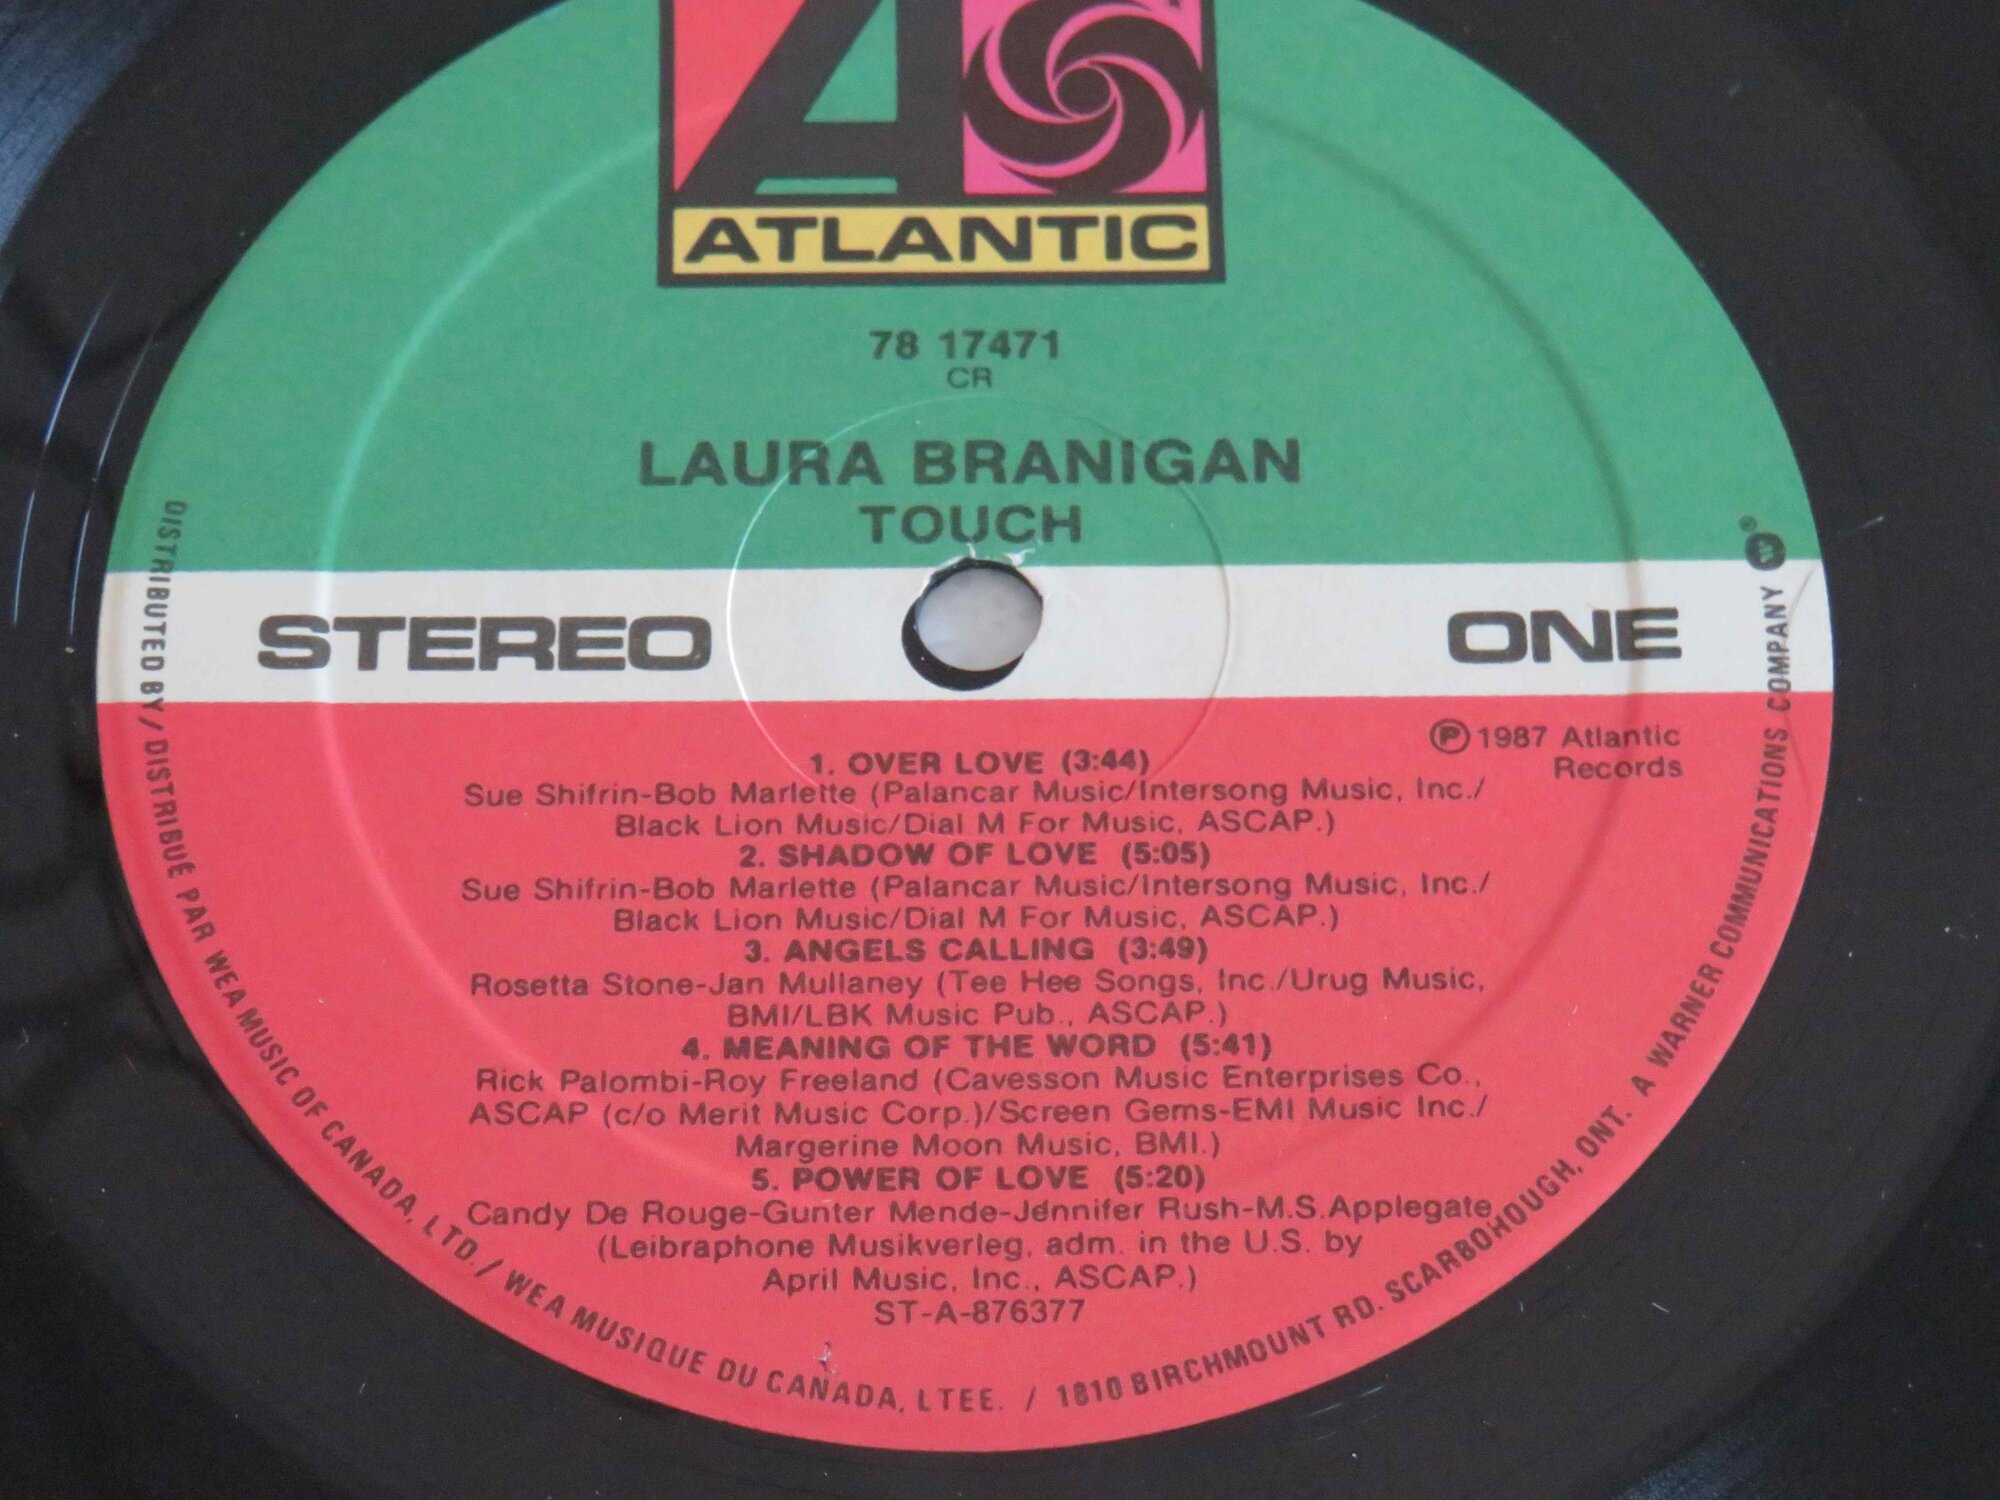 ATLANTIC
78 17471
CR
LAURA BRANIGAN
TOUCH
STEREO
ONE
Ⓟ 1987 Atlantic
Records
1. OVER LOVE (3:44)
Sue Shifrin-Bob Marlette (Palancar Music/Intersong Music, Inc./
Black Lion Music/Dial M For Music, ASCAP.)
2. SHADOW OF LOVE (5:05)
Sue Shifrin-Bob Marlette (Palancar Music/Intersong Music, Inc./
Black Lion Music/Dial M For Music, ASCAP.)
3. ANGELS CALLING (3:49)
Rosetta Stone-Jan Mullaney (Tee Hee Songs, Inc./Urug Music,
BMI/LBK Music Pub., ASCAP.)
4. MEANING OF THE WORD (5:41)
Rick Palombi-Roy Freeland (Cavesson Music Enterprises Co.,
ASCAP (c/o Merit Music Corp.)/Screen Gems-EMI Music Inc./
Margerine Moon Music, BMI.)
5. POWER OF LOVE (5:20)
Candy De Rouge-Gunter Mende-Jennifer Rush-M.S.Applegate
(Leibraphone Musikverleg, adm. in the U.S. by
April Music, Inc., ASCAP.)
ST-A-876377
DISTRIBUTED BY / DISTRIBUÉ PAR WEA MUSIC OF CANADA, LTD. / WEA MUSIQUE DU CANADA, LTEE. / 1810 BIRCHMOUNT RD. SCARBOROUGH, ONT. A WARNER COMMUNICATIONS COMPANY W®